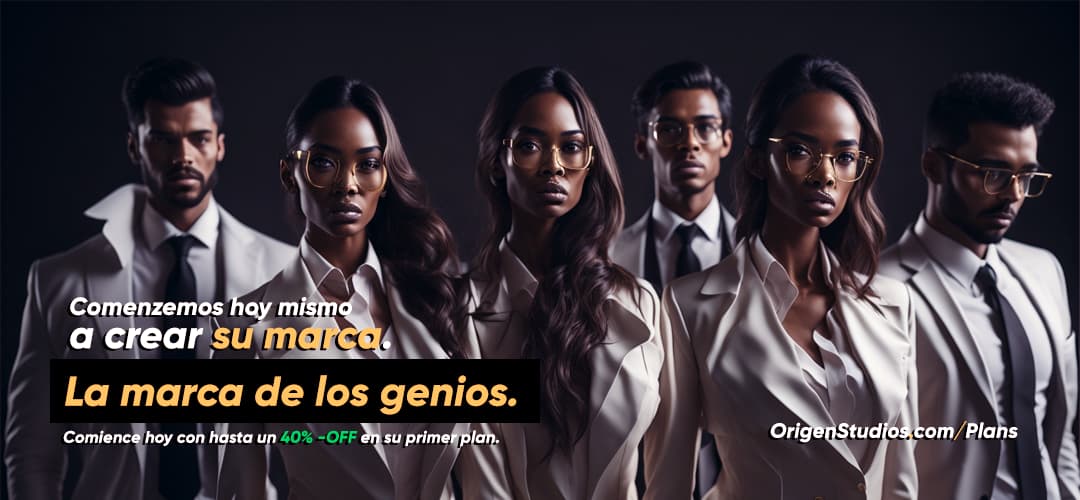 Comenzemos hoy mismo
a crear su marca.
La marca de los genios.
Comience hoy con hasta un 40% -OFF en su primer plan.
OrigenStudios.com/Plans